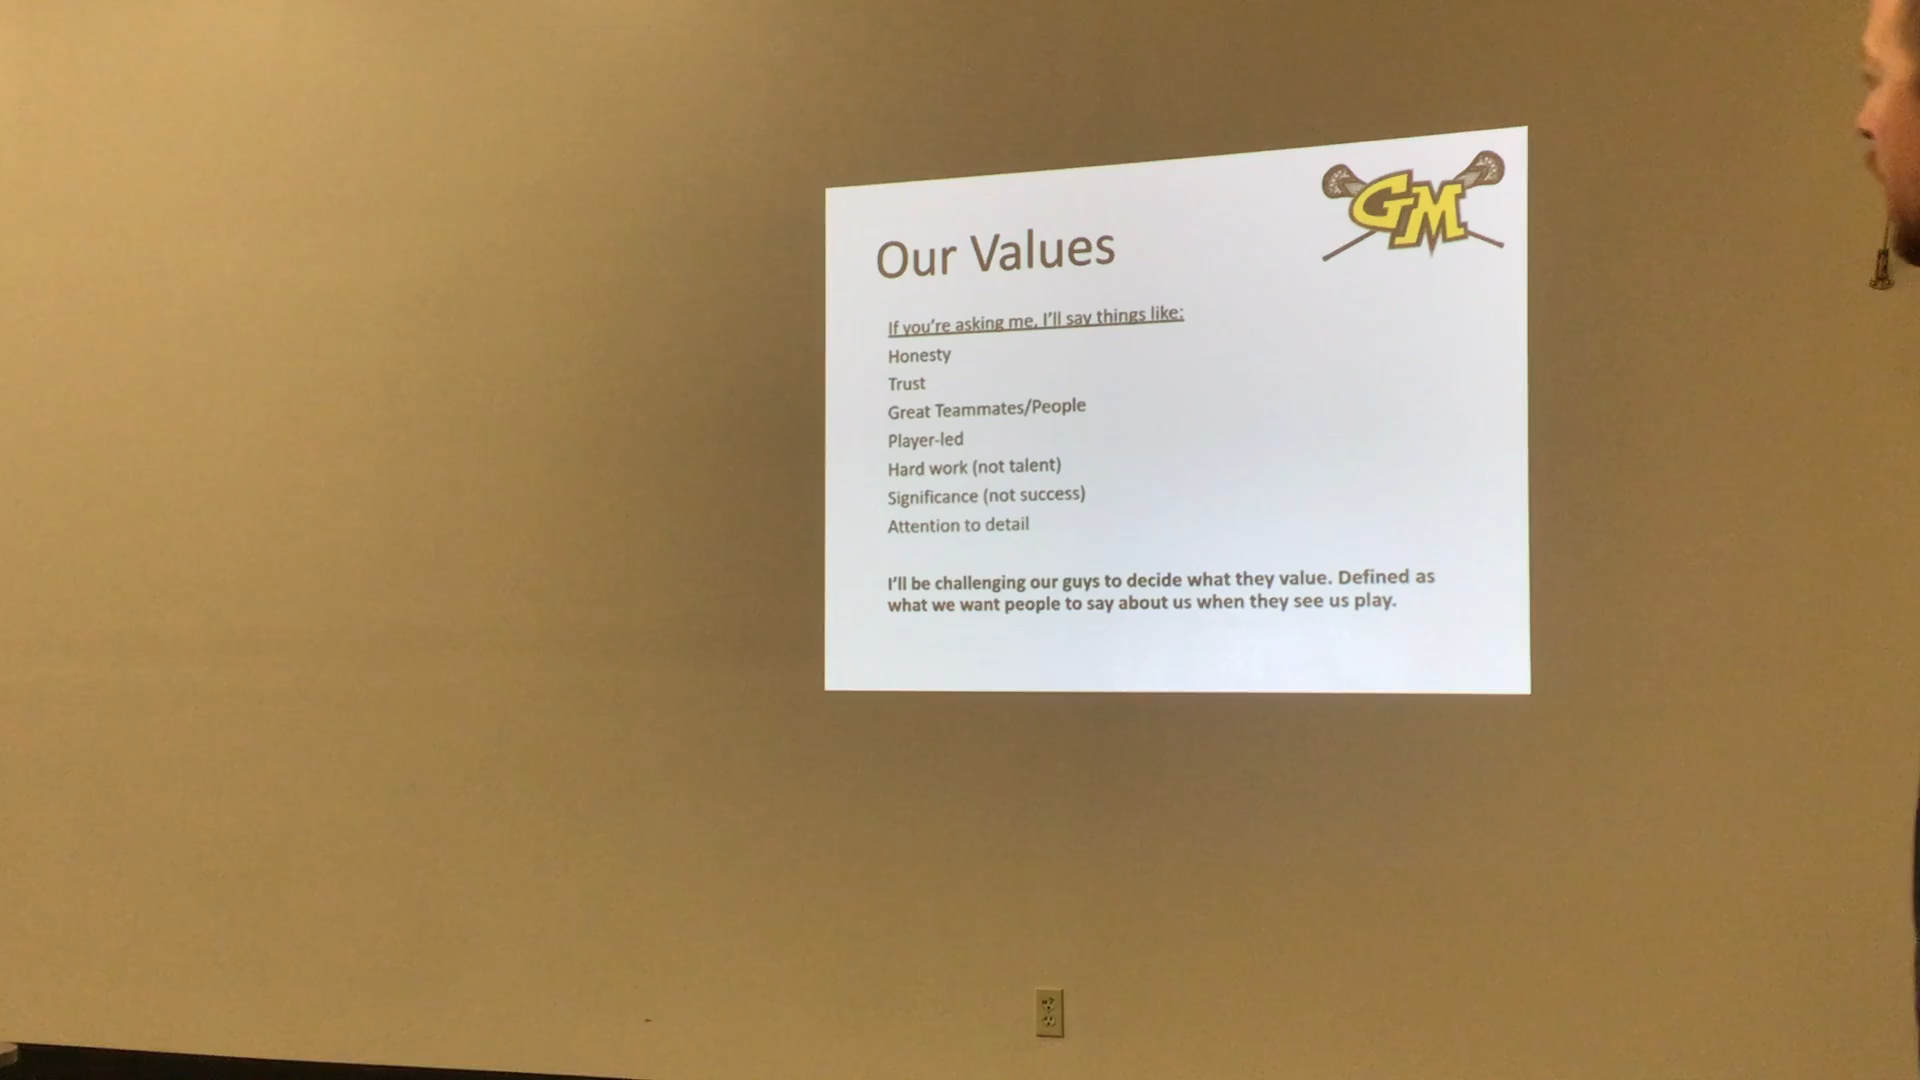 GM
Our Values
If you're asking me, I'll say things like:
Honesty
Trust
Great Teammates/People
Player-led
Hard work (not talent)
Significance (not success)
Attention to detail
I'll be challenging our guys to decide what they value. Defined as
what we want people to say about us when they see us play.